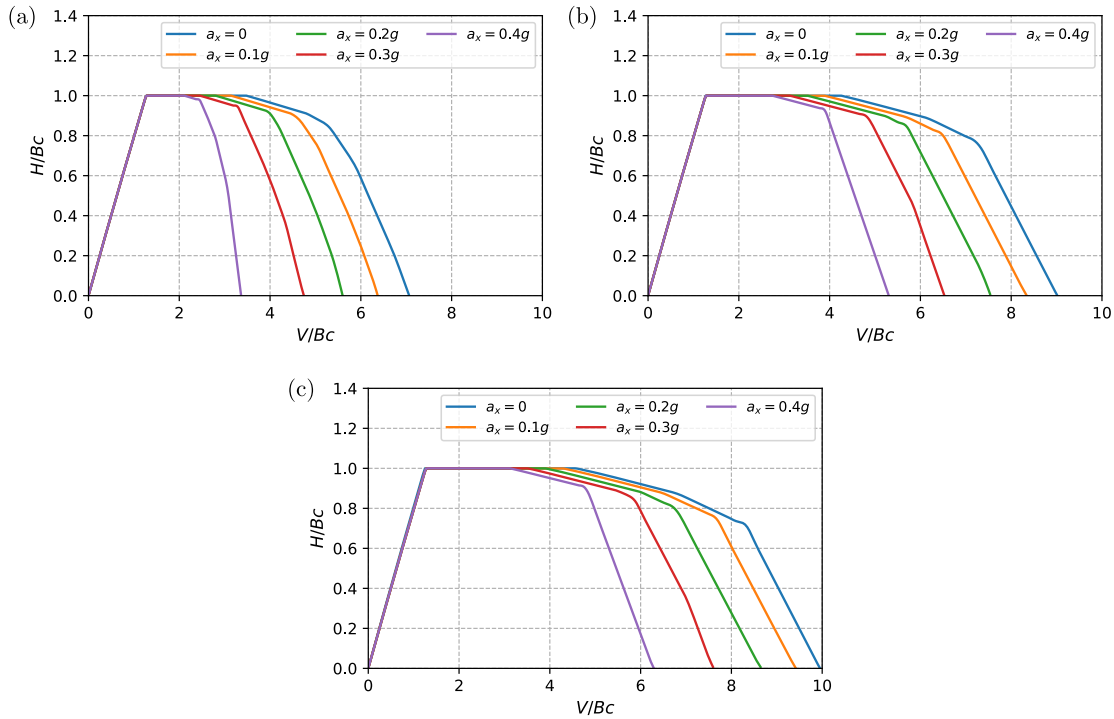 (a)
1.4
1.2
1.0
0.8
0.6
0.4
0.2
0.0
H/Bc
a_x = 0
a_x = 0.1g
a_x = 0.2g
a_x = 0.3g
a_x = 0.4g
0 2 4 6 8 10
V/Bc
(b)
1.4
1.2
1.0
0.8
0.6
0.4
0.2
0.0
H/Bc
a_x = 0
a_x = 0.1g
a_x = 0.2g
a_x = 0.3g
a_x = 0.4g
0 2 4 6 8 10
V/Bc
(c)
1.4
1.2
1.0
0.8
0.6
0.4
0.2
0.0
H/Bc
a_x = 0
a_x = 0.1g
a_x = 0.2g
a_x = 0.3g
a_x = 0.4g
0 2 4 6 8 10
V/Bc